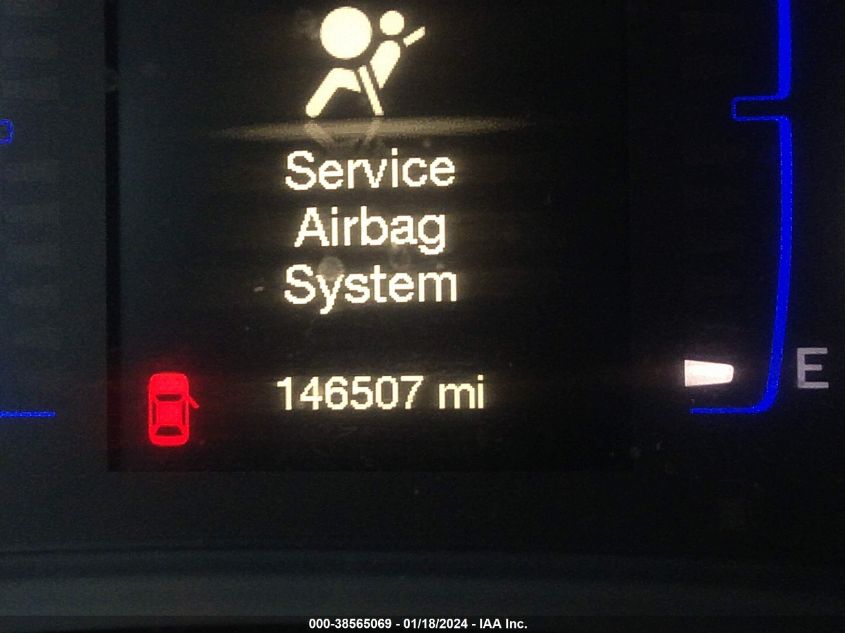 Service
Airbag
System
146507 mi
E
000-38565069 - 01/18/2024 - IAA Inc.